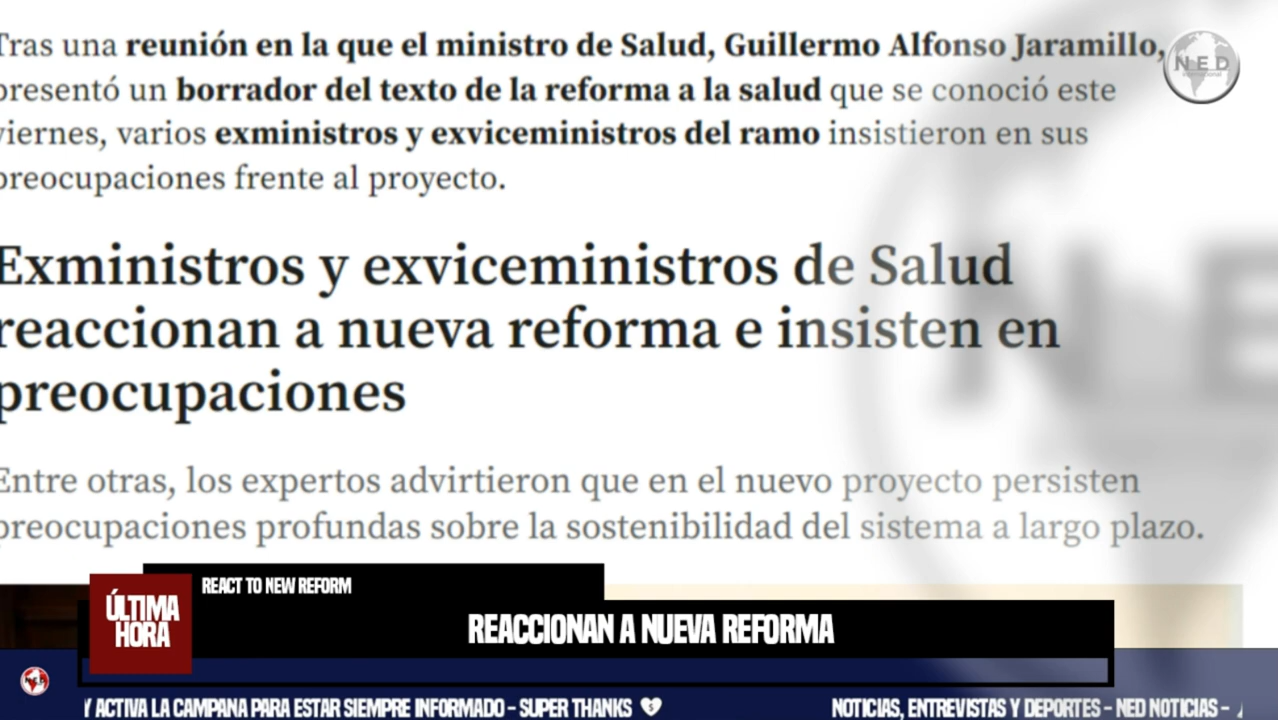 Tras una reunión en la que el ministro de Salud, Guillermo Alfonso Jaramillo,
presentó un borrador del texto de la reforma a la salud que se conoció este
viernes, varios exministros y exviceministros del ramo insistieron en sus
preocupaciones frente al proyecto.
Exministros y exviceministros de Salud
reaccionan a nueva reforma e insisten en
preocupaciones
Entre otras, los expertos advirtieron que en el nuevo proyecto persisten
preocupaciones profundas sobre la sostenibilidad del sistema a largo plazo.
NED
Internacional
NE
REACT TO NEW REFORM
ÚLTIMA
HORA
REACCIONAN A NUEVA REFORMA
Y ACTIVA LA CAMPANA PARA ESTAR SIEMPRE INFORMADO - SUPER THANKS
NOTICIAS, ENTREVISTAS Y DEPORTES - NED NOTICIAS -